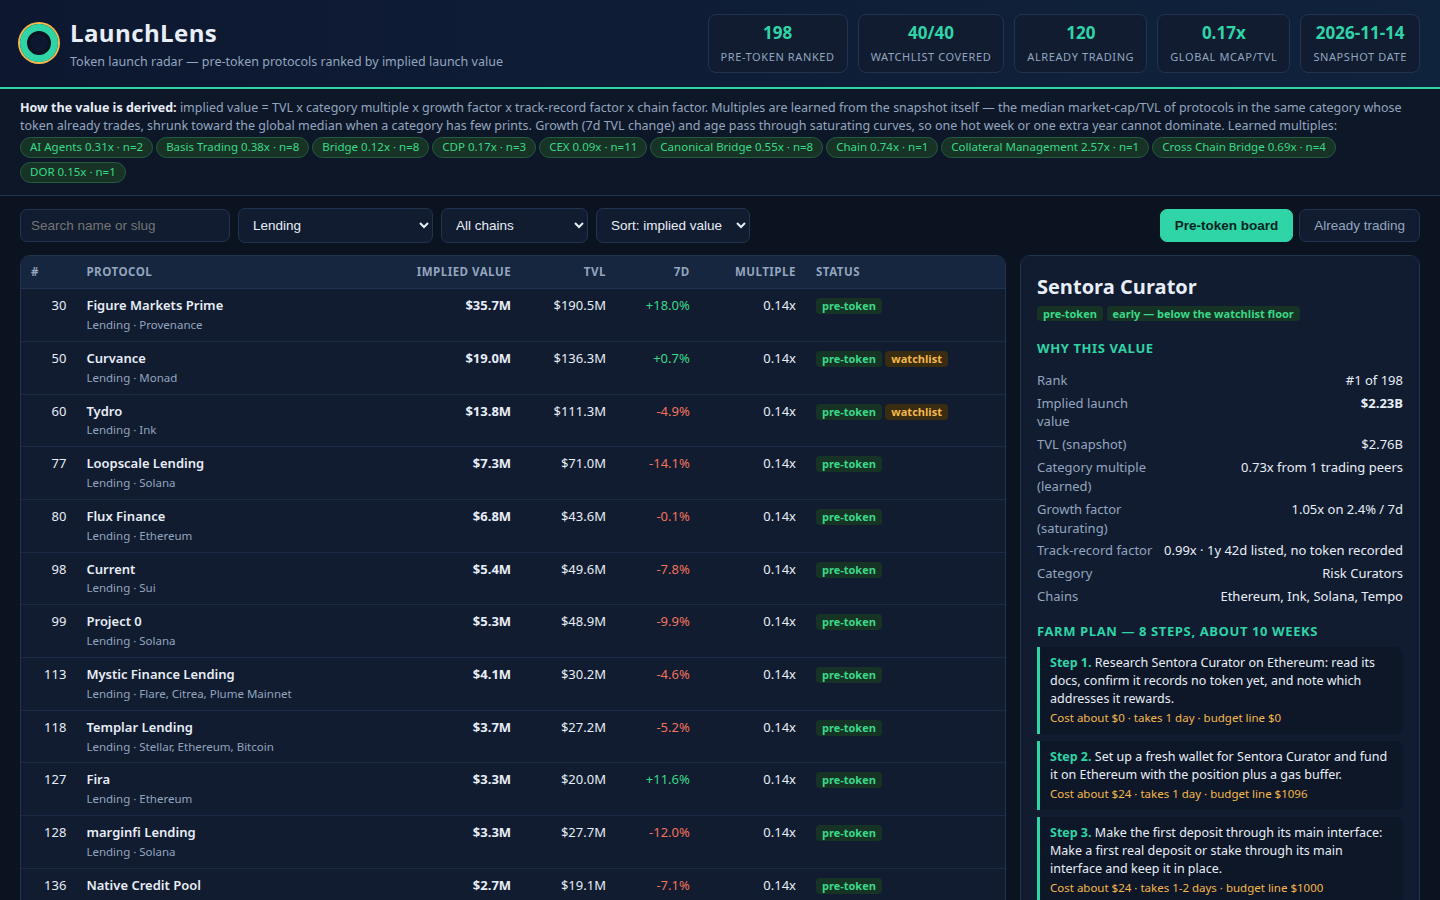 LaunchLens
Token launch radar — pre-token protocols ranked by implied launch value
198
PRE-TOKEN RANKED
40/40
WATCHLIST COVERED
120
ALREADY TRADING
0.17x
GLOBAL MCAP/TVL
2026-11-14
SNAPSHOT DATE
How the value is derived: implied value = TVL x category multiple x growth factor x track-record factor x chain factor. Multiples are learned from the snapshot itself — the median market-cap/TVL of protocols in the same category whose
token already trades, shrunk toward the global median when a category has few prints. Growth (7d TVL change) and age pass through saturating curves, so one hot week or one extra year cannot dominate. Learned multiples:
AI Agents 0.31x · n=2 Basis Trading 0.38x · n=8 Bridge 0.12x · n=8 CDP 0.17x · n=3 CEX 0.09x · n=11 Canonical Bridge 0.55x · n=8 Chain 0.74x · n=1 Collateral Management 2.57x · n=1 Cross Chain Bridge 0.69x · n=4
DOR 0.15x · n=1
Search name or slug Lending All chains Sort: implied value Pre-token board Already trading
# PROTOCOL IMPLIED VALUE TVL 7D MULTIPLE STATUS
30 Figure Markets Prime $35.7M $190.5M +18.0% 0.14x pre-token
Lending · Provenance
50 Curvance $19.0M $136.3M +0.7% 0.14x pre-token watchlist
Lending · Monad
60 Tydro $13.8M $111.3M -4.9% 0.14x pre-token watchlist
Lending · Ink
77 Loopscale Lending $7.3M $71.0M -14.1% 0.14x pre-token
Lending · Solana
80 Flux Finance $6.8M $43.6M -0.1% 0.14x pre-token
Lending · Ethereum
98 Current $5.4M $49.6M -7.8% 0.14x pre-token
Lending · Sui
99 Project 0 $5.3M $48.9M -9.9% 0.14x pre-token
Lending · Solana
113 Mystic Finance Lending $4.1M $30.2M -4.6% 0.14x pre-token
Lending · Flare, Citrea, Plume Mainnet
118 Templar Lending $3.7M $27.2M -5.2% 0.14x pre-token
Lending · Stellar, Ethereum, Bitcoin
127 Fira $3.3M $20.0M +11.6% 0.14x pre-token
Lending · Ethereum
128 marginfi Lending $3.3M $27.7M -12.0% 0.14x pre-token
Lending · Solana
136 Native Credit Pool $2.7M $19.1M -7.1% 0.14x pre-token
Sentora Curator
pre-token early — below the watchlist floor
WHY THIS VALUE
Rank #1 of 198
Implied launch $2.23B
value
TVL (snapshot) $2.76B
Category multiple 0.73x from 1 trading peers
(learned)
Growth factor 1.05x on 2.4% / 7d
(saturating)
Track-record factor 0.99x · 1y 42d listed, no token recorded
Category Risk Curators
Chains Ethereum, Ink, Solana, Tempo
FARM PLAN — 8 STEPS, ABOUT 10 WEEKS
Step 1. Research Sentora Curator on Ethereum: read its
docs, confirm it records no token yet, and note which
addresses it rewards.
Cost about $0 · takes 1 day · budget line $0
Step 2. Set up a fresh wallet for Sentora Curator and fund
it on Ethereum with the position plus a gas buffer.
Cost about $24 · takes 1 day · budget line $1096
Step 3. Make the first deposit through its main interface:
Make a first real deposit or stake through its main
interface and keep it in place.
Cost about $24 · takes 1-2 days · budget line $1000